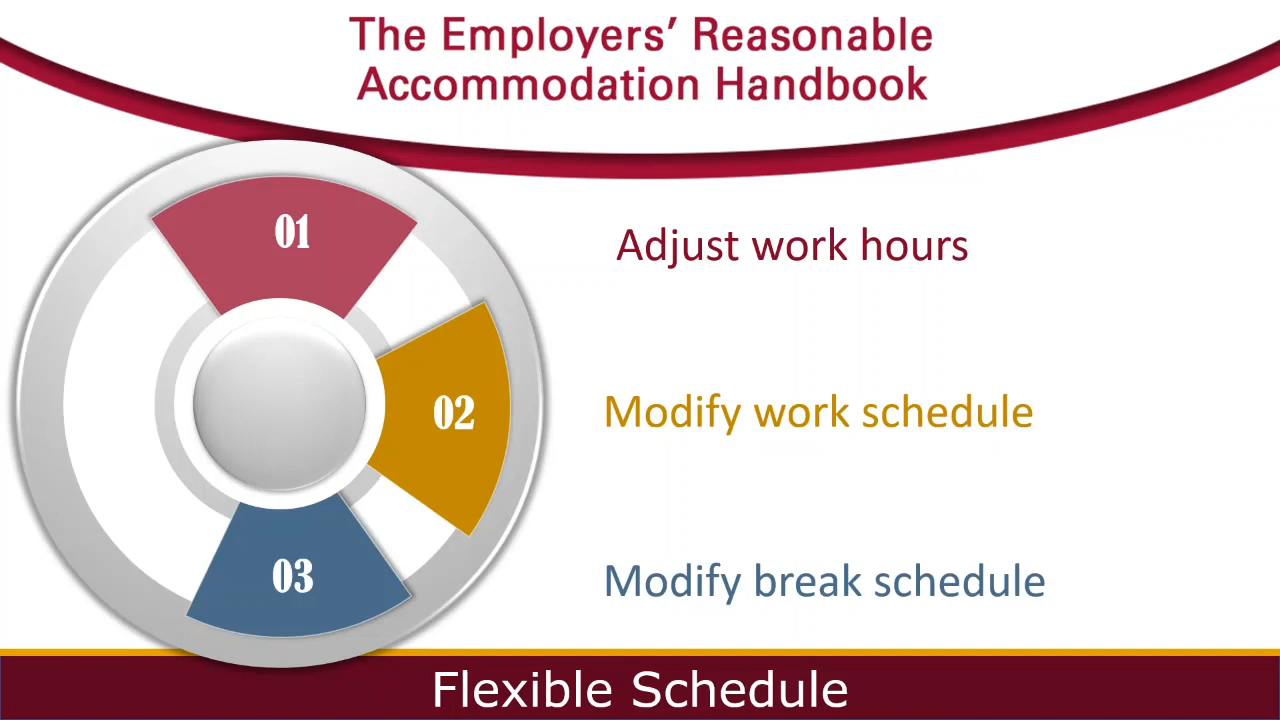 The Employers’ Reasonable
Accommodation Handbook
01
Adjust work hours
02
Modify work schedule
03
Modify break schedule
Flexible Schedule